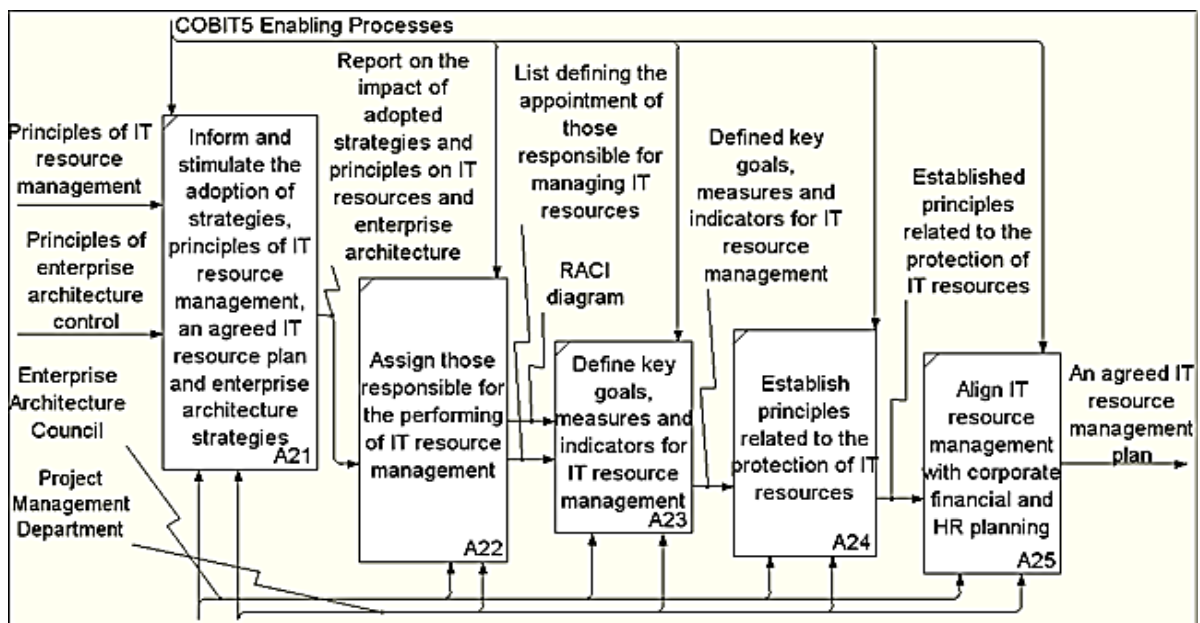 COBIT5 Enabling Processes
Principles of IT
resource
management
Principles of
enterprise
architecture
control
Enterprise
Architecture
Council
Project
Management
Department
Inform and
stimulate the
adoption of
strategies,
principles of IT
resource
management,
an agreed IT
resource plan
and enterprise
architecture
strategies
A21
Report on the
impact of
adopted
strategies and
principles on IT
resources and
enterprise
architecture
Assign those
responsible for
the performing
of IT resource
management
A22
List defining the
appointment of
those
responsible for
managing IT
resources
RACI
diagram
Define key
goals,
measures and
indicators for
IT resource
management
A23
Defined key
goals,
measures and
indicators for IT
resource
management
Establish
principles
related to the
protection of IT
resources
A24
Established
principles
related to the
protection of
IT resources
Align IT
resource
management
with corporate
financial and
HR planning
A25
An agreed IT
resource
management
plan